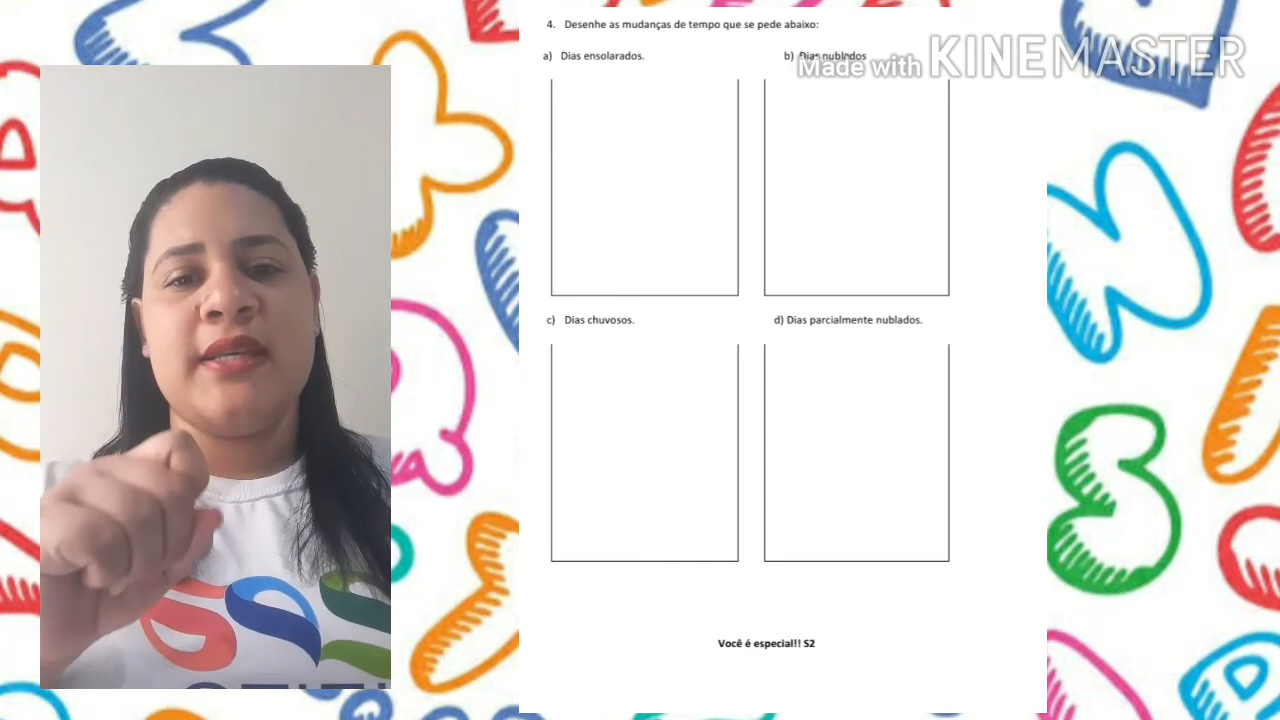 4. Desenhe as mudanças de tempo que se pede abaixo:
a) Dias ensolarados.
b) Dias nublados
Made with KINEMASTER
c) Dias chuvosos.
d) Dias parcialmente nublados.
Você é especial!! S2